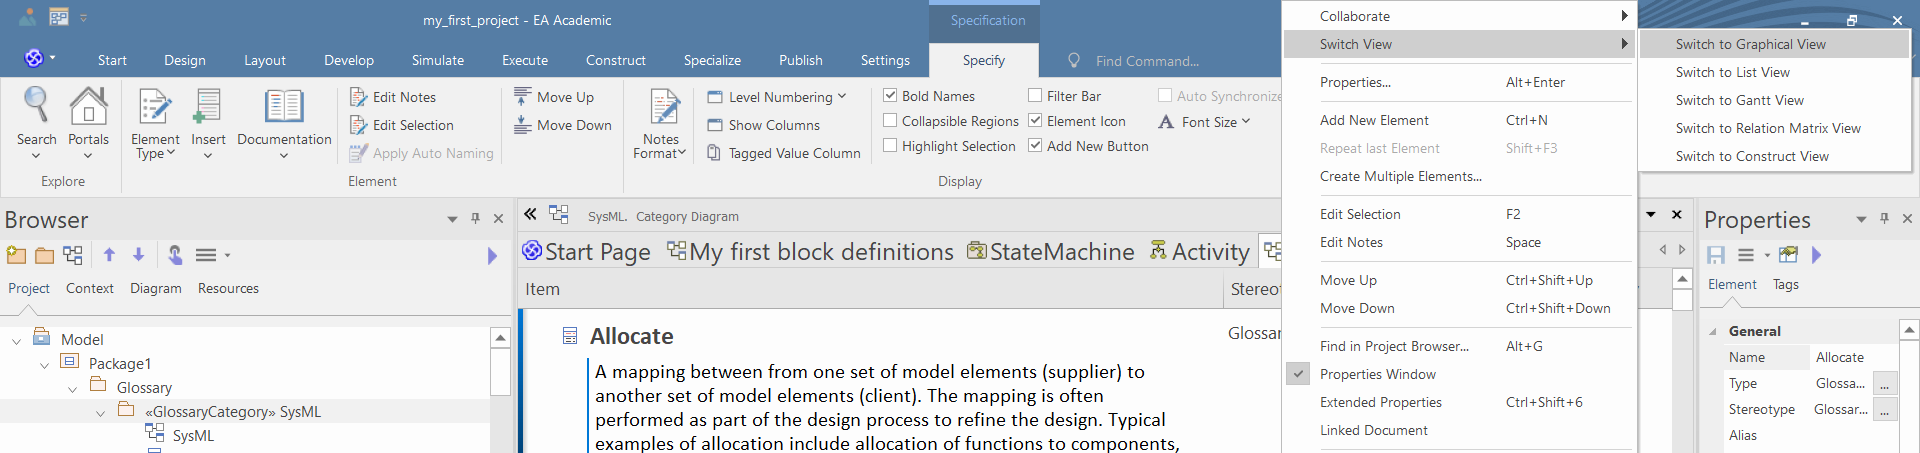 my_first_project - EA Academic
Specification
Start Design Layout Develop Simulate Execute Construct Specialize Publish Settings Specify Find Command...
Search
Portals
Explore
Element Type
Insert
Documentation
Edit Notes
Edit Selection
Apply Auto Naming
Move Up
Move Down
Element
Notes Format
Level Numbering
Show Columns
Tagged Value Column
Bold Names
Collapsible Regions
Highlight Selection
Filter Bar
Element Icon
Add New Button
Auto Synchronize
Font Size
Display
Collaborate
Switch View
Properties... Alt+Enter
Add New Element Ctrl+N
Repeat last Element Shift+F3
Create Multiple Elements...
Edit Selection F2
Edit Notes Space
Move Up Ctrl+Shift+Up
Move Down Ctrl+Shift+Down
Find in Project Browser... Alt+G
Properties Window
Extended Properties Ctrl+Shift+6
Linked Document
Switch to Graphical View
Switch to List View
Switch to Gantt View
Switch to Relation Matrix View
Switch to Construct View
Browser
Project Context Diagram Resources
Model
Package1
Glossary
«GlossaryCategory» SysML
SysML
SysML. Category Diagram
Start Page My first block definitions StateMachine Activity
Item Stereot
Allocate Glossar
A mapping between from one set of model elements (supplier) to
another set of model elements (client). The mapping is often
performed as part of the design process to refine the design. Typical
examples of allocation include allocation of functions to components,
Properties
Element Tags
General
Name Allocate
Type Glossa... ...
Stereotype Glossar... ...
Alias